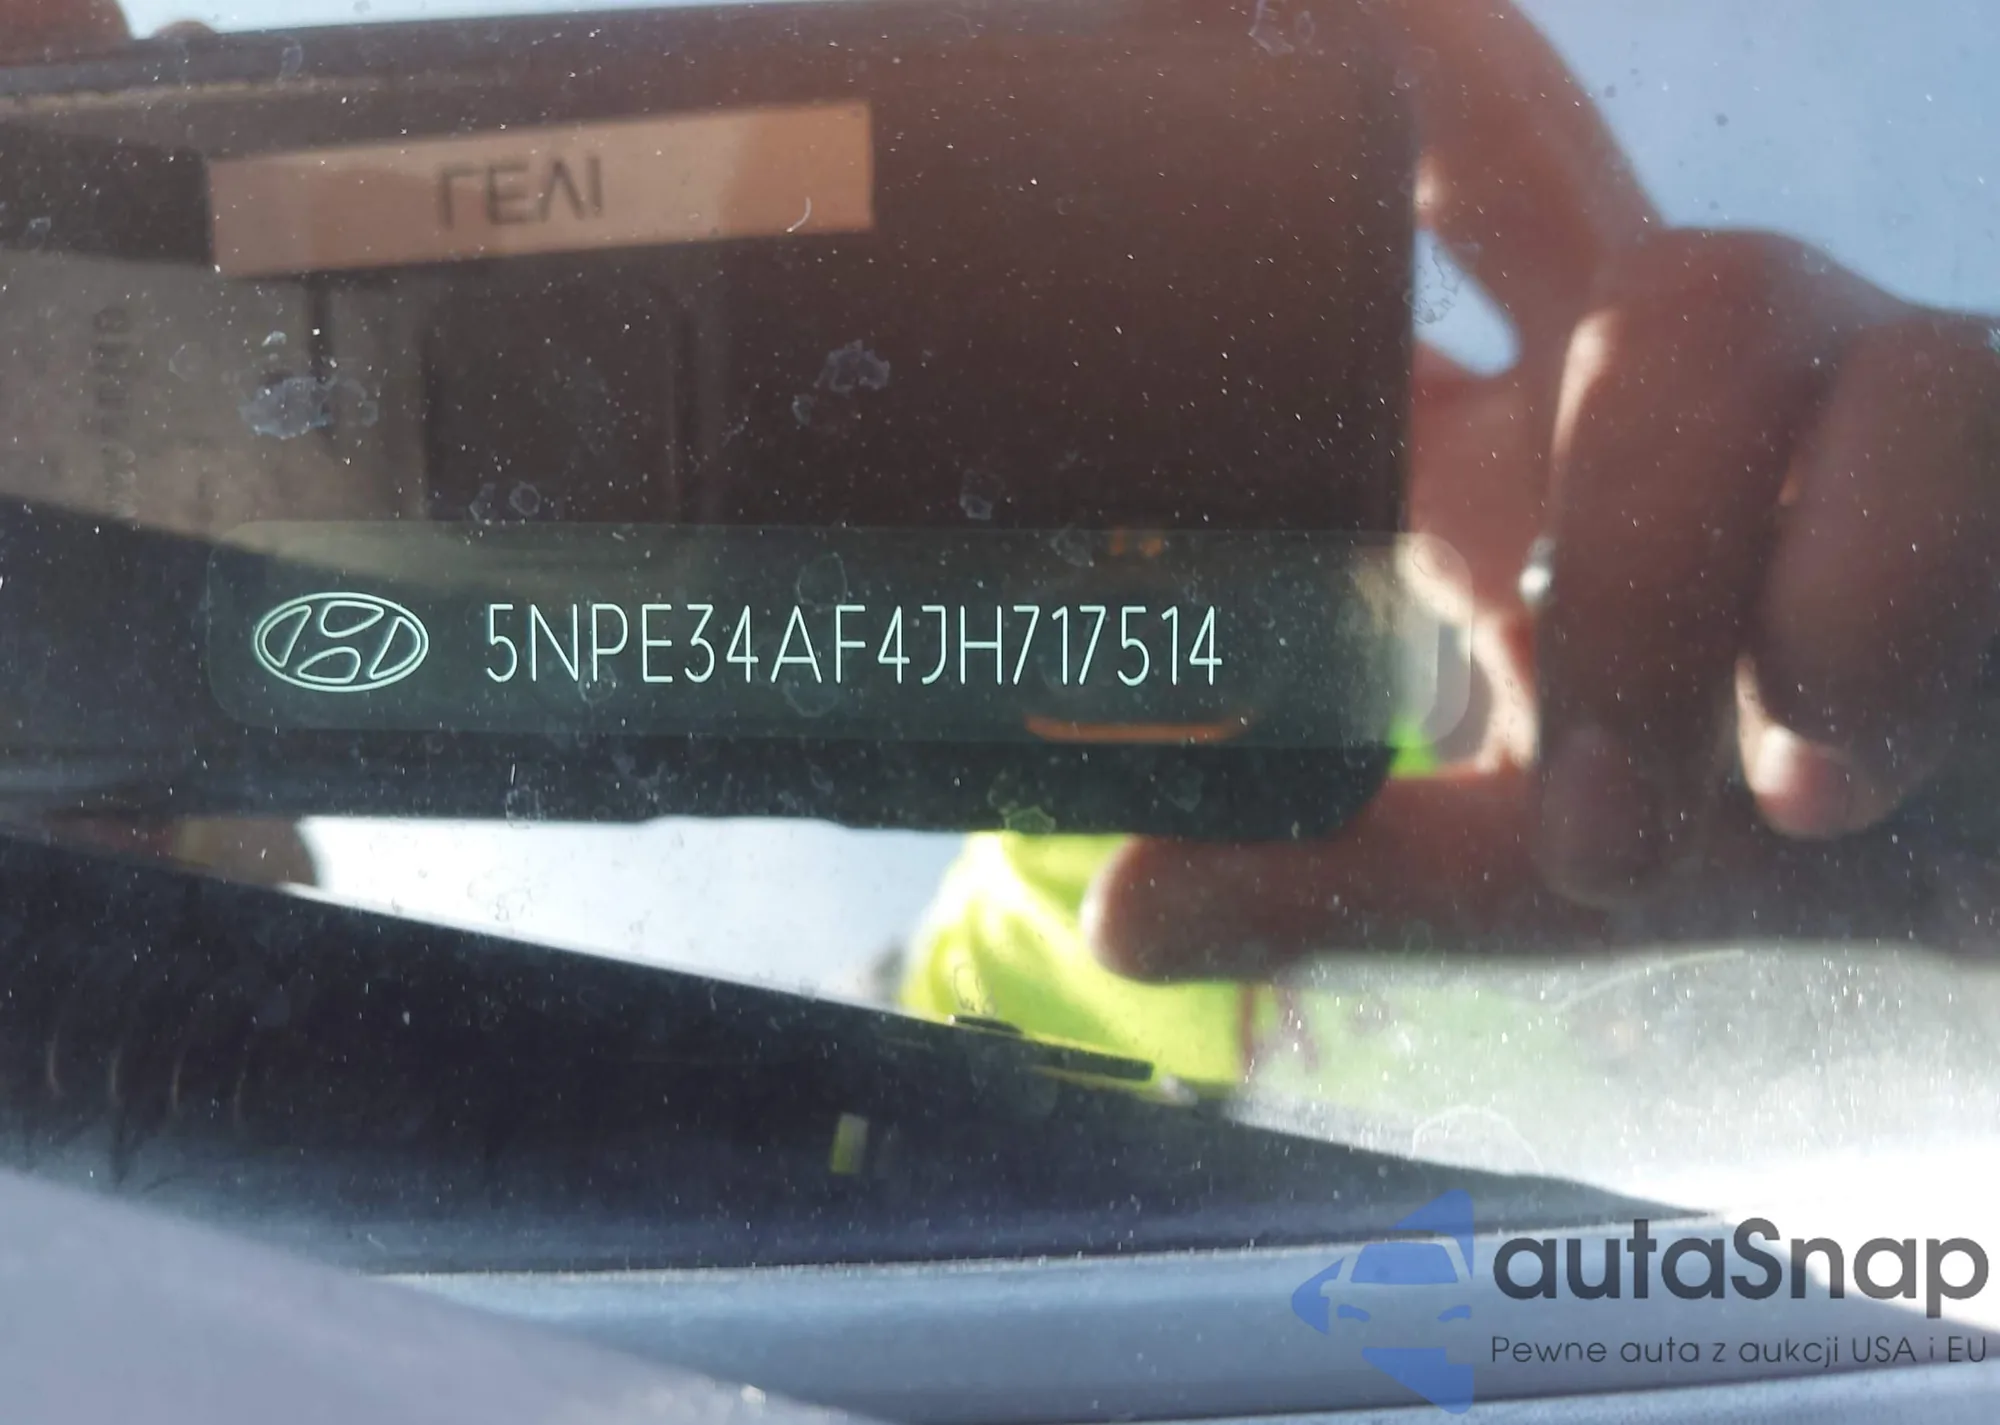 ΓΕΛΙ
5NPE34AF4JH717514
autaSnap
Pewne auta z aukcji USA i EU